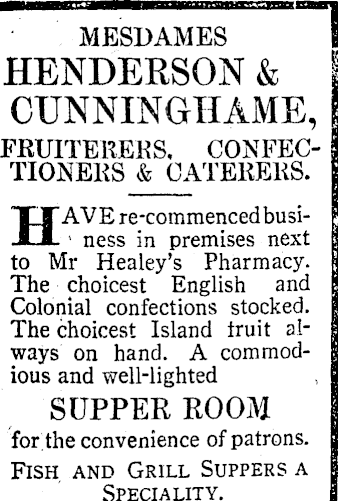 MESDAMES
HENDERSON &
CUNNINGHAME,
FRUITERERS, CONFEC-
TIONERS & CATERERS.
HAVE re-commenced busi-
ness in premises next
to Mr Healey's Pharmacy.
The choicest English and
Colonial confections stocked.
The choicest Island fruit al-
ways on hand. A commod-
ious and well-lighted
SUPPER ROOM
for the convenience of patrons.
FISH AND GRILL SUPPERS A
SPECIALITY.